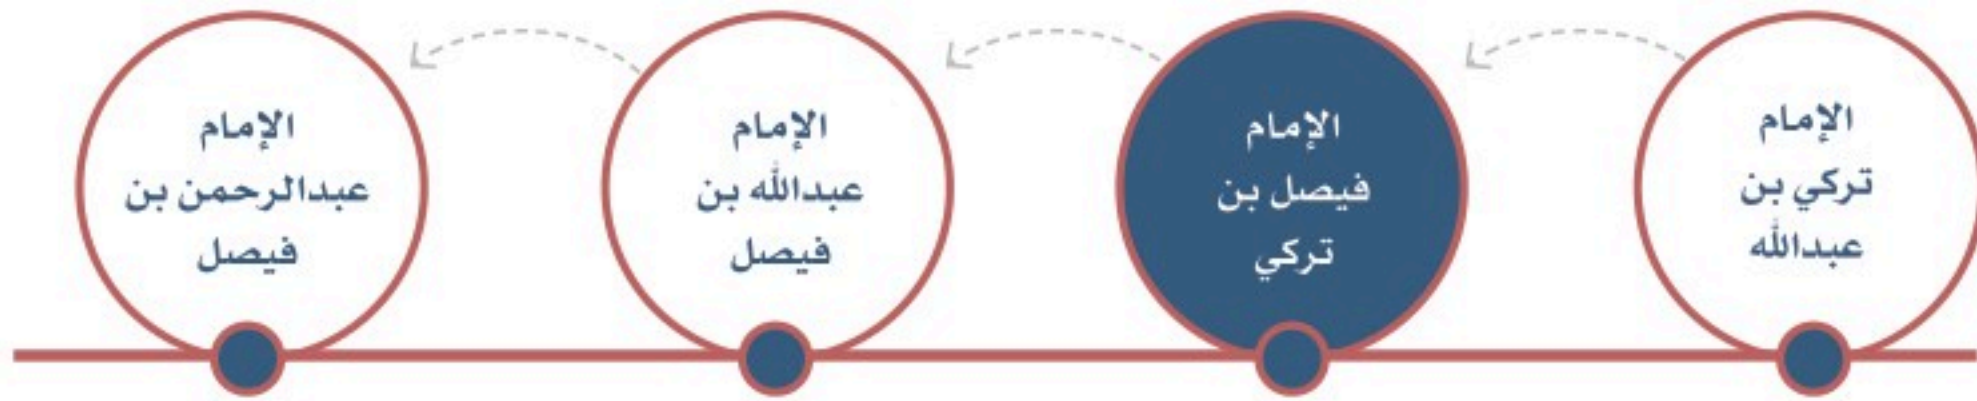 الإمام
تركي بن
عبدالله
الإمام
فيصل بن
تركي
الإمام
عبدالله بن
فيصل
الإمام
عبدالرحمن بن
فيصل